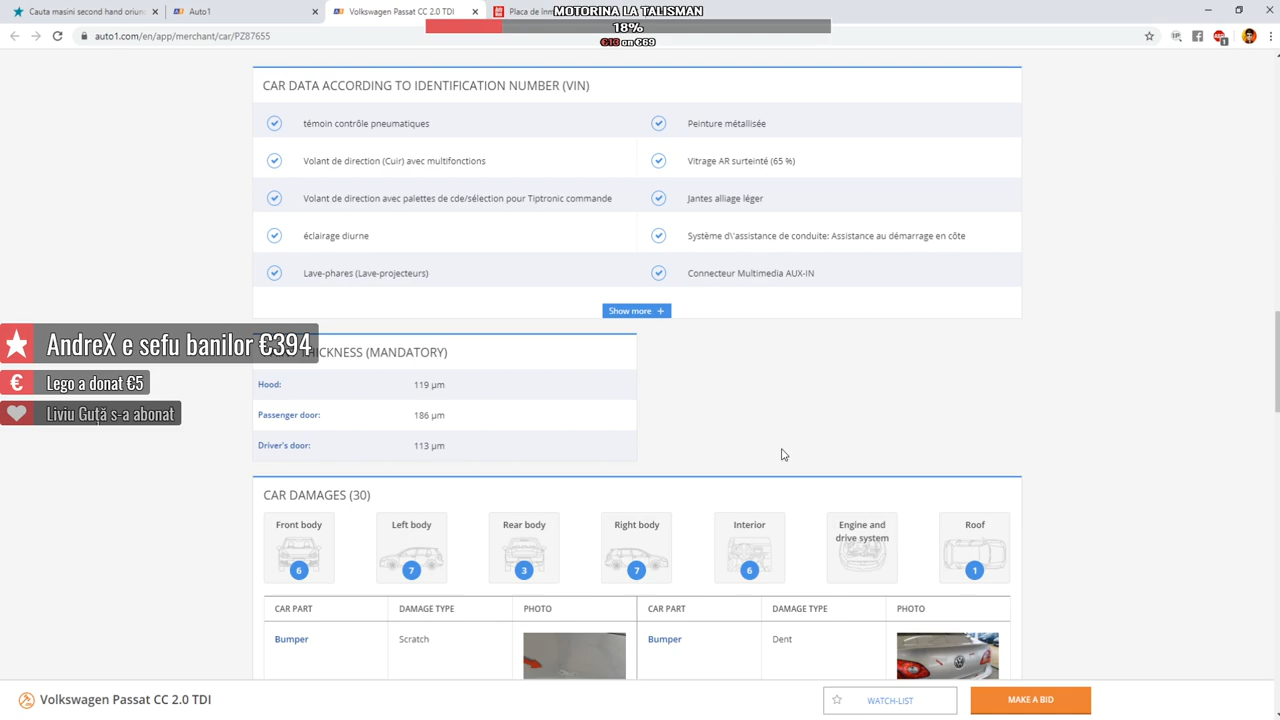 Cauta masini second hand oriun
Auto1
Volkswagen Passat CC 2.0 TDI
Placa de in
MOTORINA LA TALISMAN
18%
€13 on €69
auto1.com/en/app/merchant/car/PZ87655
CAR DATA ACCORDING TO IDENTIFICATION NUMBER (VIN)
témoin contrôle pneumatiques
Peinture métallisée
Volant de direction (Cuir) avec multifonctions
Vitrage AR surteinté (65 %)
Volant de direction avec palettes de cde/sélection pour Tiptronic commande
Jantes alliage léger
éclairage diurne
Système d\'assistance de conduite: Assistance au démarrage en côte
Lave-phares (Lave-projecteurs)
Connecteur Multimedia AUX-IN
Show more +
AndreX e sefu banilor €394
THICKNESS (MANDATORY)
€ Lego a donat €5
Hood: 119 µm
Liviu Guță s-a abonat
Passenger door: 186 µm
Driver's door: 113 µm
CAR DAMAGES (30)
Front body
Left body
Rear body
Right body
Interior
Engine and
drive system
Roof
6
7
3
7
6
1
CAR PART DAMAGE TYPE PHOTO CAR PART DAMAGE TYPE PHOTO
Bumper Scratch Bumper Dent
Volkswagen Passat CC 2.0 TDI
WATCH-LIST
MAKE A BID